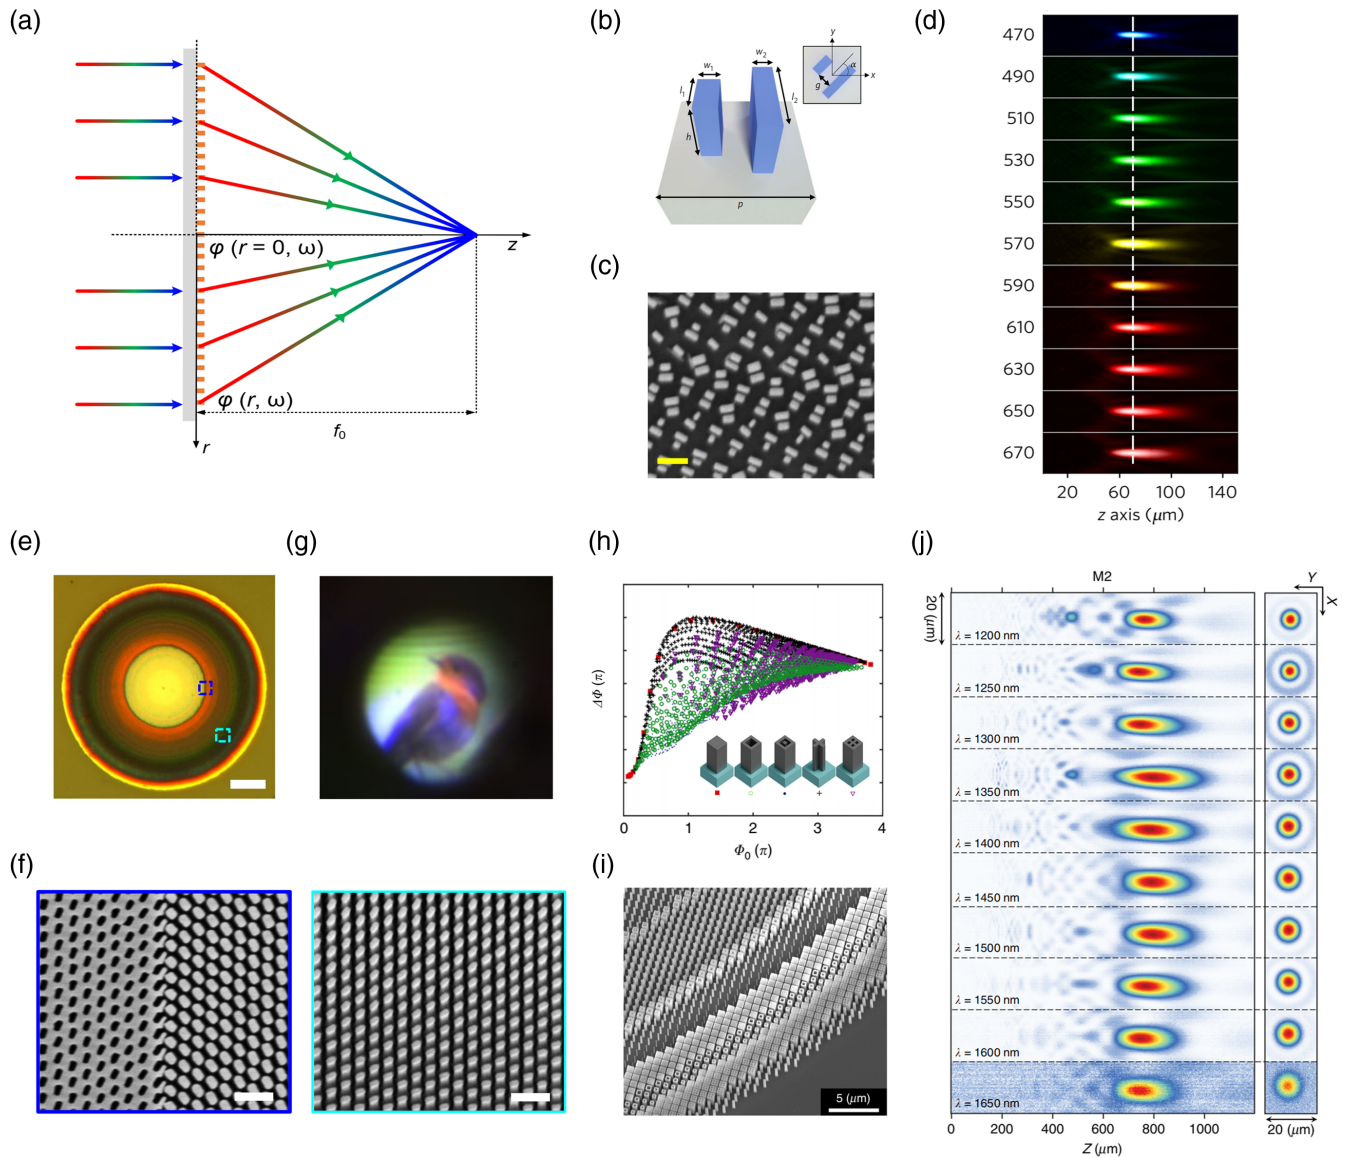 (a)
φ (r = 0, ω)
z
φ (r, ω)
f₀
r
(b)
w₁
w₂
l₁
l₂
h
p
y
x
α
g
(c)
(d)
470
490
510
530
550
570
590
610
630
650
670
20 60 100 140
z axis (μm)
(e)
(f)
(g)
(h)
ΔΦ (π)
0 1 2 3 4
Φ₀ (π)
(i)
5 (μm)
(j)
M2
Y
X
20 (μm)
λ = 1200 nm
λ = 1250 nm
λ = 1300 nm
λ = 1350 nm
λ = 1400 nm
λ = 1450 nm
λ = 1500 nm
λ = 1550 nm
λ = 1600 nm
λ = 1650 nm
0 200 400 600 800 1000
Z (μm)
20 (μm)